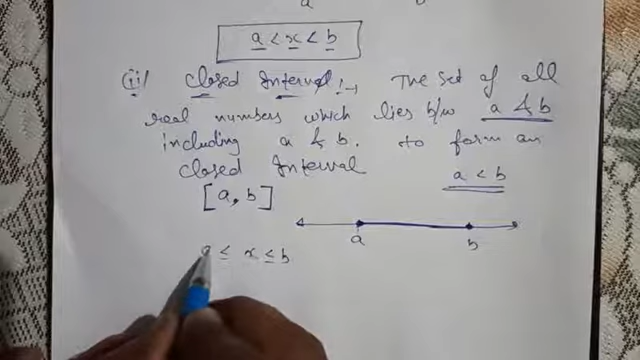 a < x < b
(ii) Closed Interval :→ The set of all
real numbers which lies b/w a & b
including a & b. to form an
closed Interval a < b
[a, b]
a b
a ≤ x ≤ b